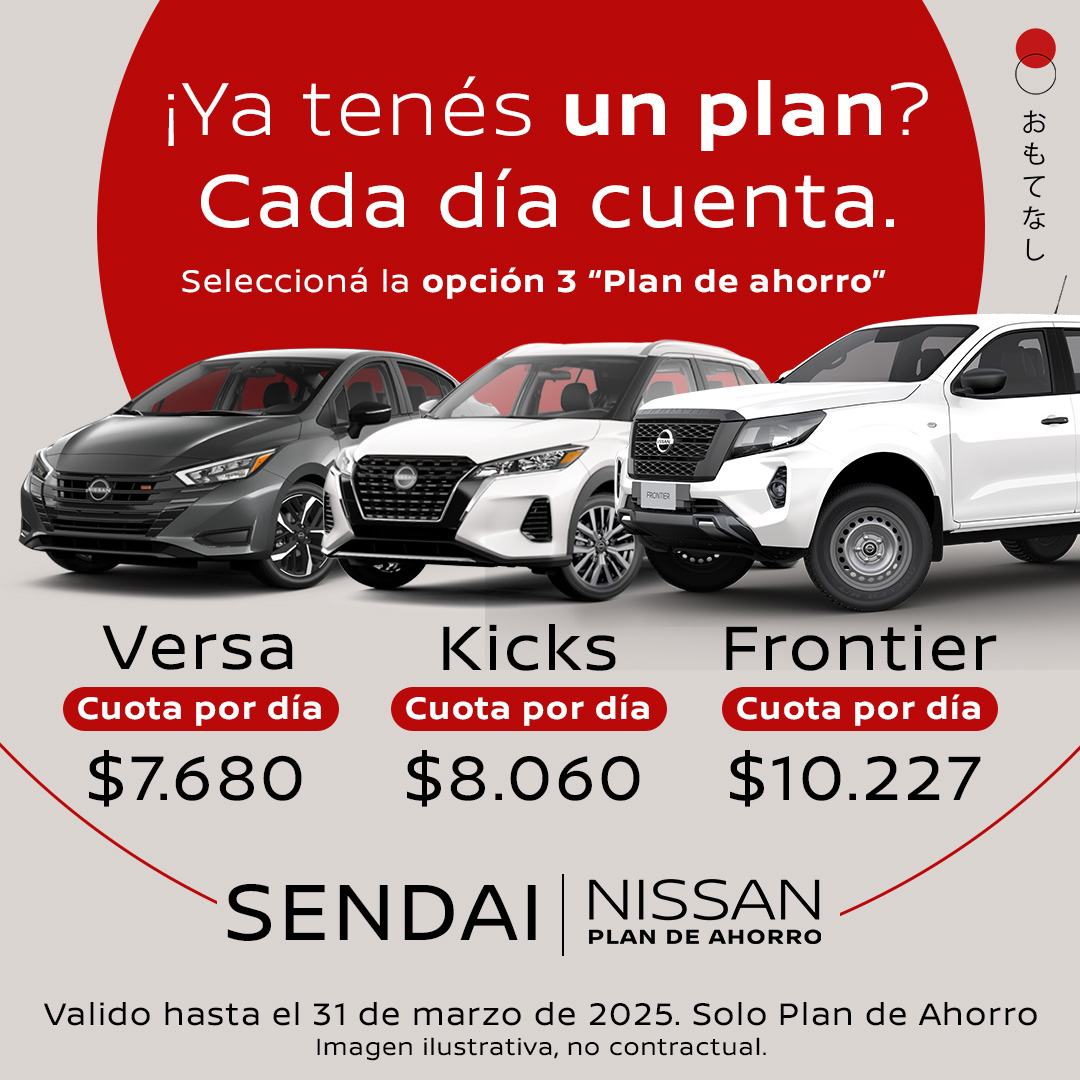 ¡Ya tenés un plan?
Cada día cuenta.
Seleccioná la opción 3 “Plan de ahorro”
おもてなし
NISSAN
NISSAN
FRONTIER
Versa
Kicks
Frontier
Cuota por día
Cuota por día
Cuota por día
$7.680
$8.060
$10.227
SENDAI
NISSAN
PLAN DE AHORRO
Valido hasta el 31 de marzo de 2025. Solo Plan de Ahorro
Imagen ilustrativa, no contractual.